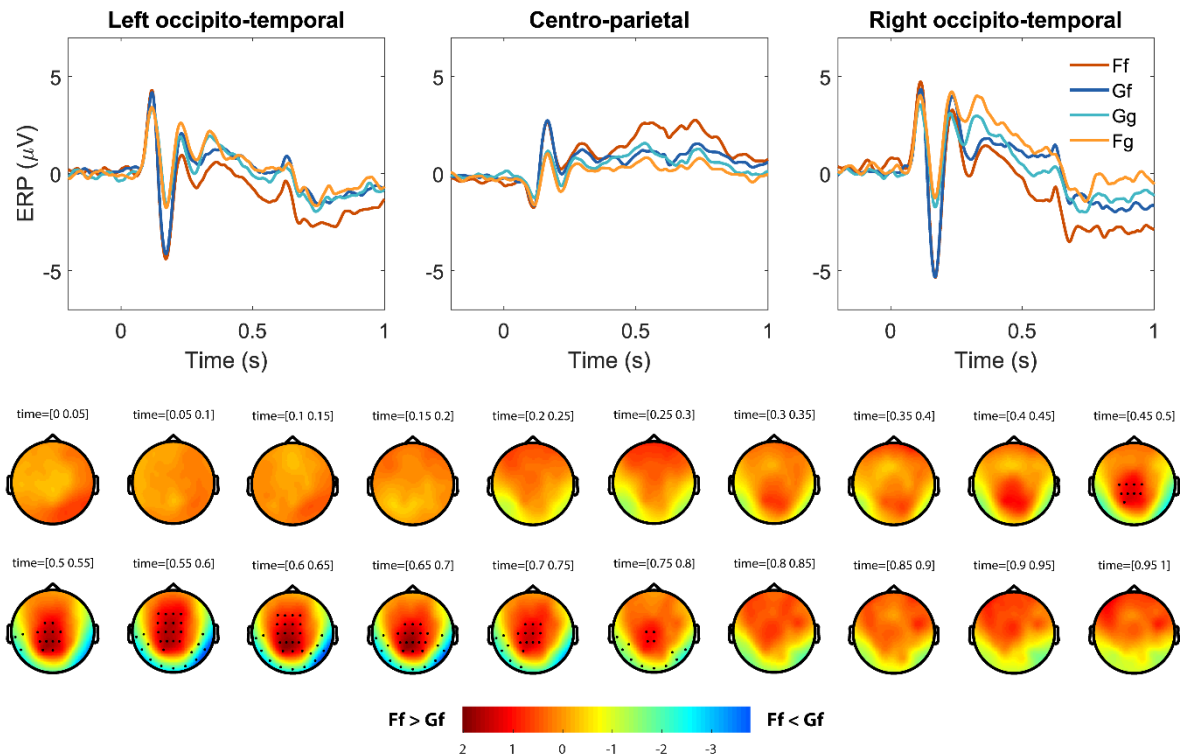 Left occipito-temporal
Centro-parietal
Right occipito-temporal
5
0
-5
ERP (μV)
0
0.5
1
Time (s)
5
0
-5
0
0.5
1
Time (s)
5
0
-5
0
0.5
1
Time (s)
Ff
Gf
Gg
Fg
time=[0 0.05]
time=[0.05 0.1]
time=[0.1 0.15]
time=[0.15 0.2]
time=[0.2 0.25]
time=[0.25 0.3]
time=[0.3 0.35]
time=[0.35 0.4]
time=[0.4 0.45]
time=[0.45 0.5]
time=[0.5 0.55]
time=[0.55 0.6]
time=[0.6 0.65]
time=[0.65 0.7]
time=[0.7 0.75]
time=[0.75 0.8]
time=[0.8 0.85]
time=[0.85 0.9]
time=[0.9 0.95]
time=[0.95 1]
Ff > Gf
Ff < Gf
2
1
0
-1
-2
-3